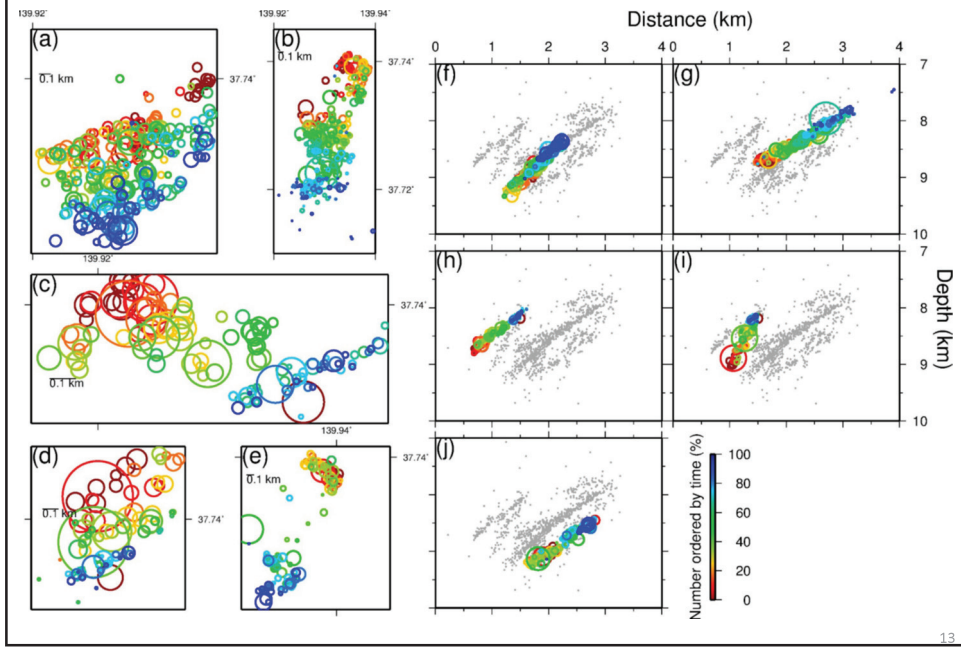 139.92˚
139.92˚
139.94˚
(a)
0.1 km
37.74˚
(b)
0.1 km
37.74˚
37.72˚
139.92˚
(c)
0.1 km
37.74˚
139.94˚
(d)
0.1 km
37.74˚
(e)
0.1 km
37.74˚
Distance (km)
0 1 2 3 4
0 1 2 3 4
(f)
(g)
7
8
9
10
(h)
(i)
7
8
9
10
Depth (km)
(j)
Number ordered by time (%)
100
80
60
40
20
0
13